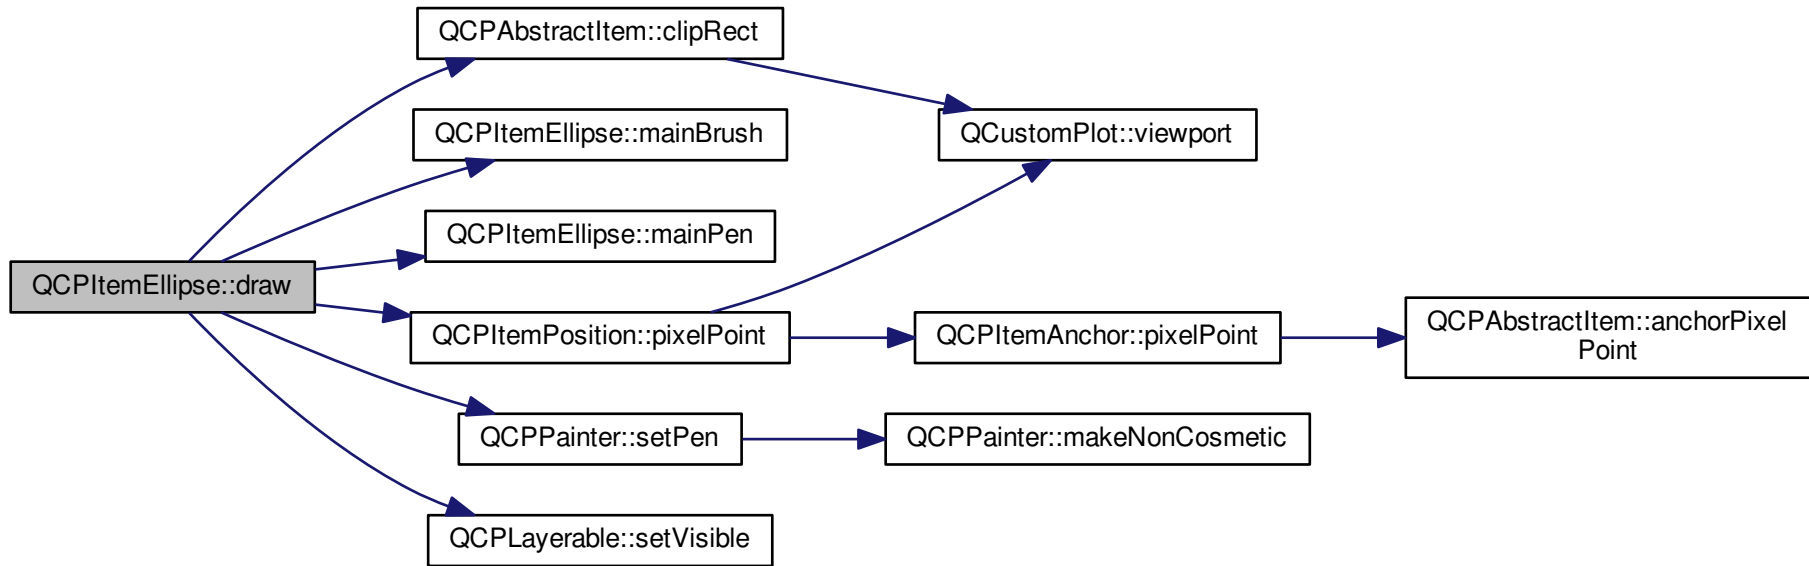 QCPAbstractItem::clipRect
QCPItemEllipse::mainBrush
QCustomPlot::viewport
QCPItemEllipse::mainPen
QCPItemEllipse::draw
QCPItemPosition::pixelPoint
QCPItemAnchor::pixelPoint
QCPAbstractItem::anchorPixel
Point
QCPPainter::setPen
QCPPainter::makeNonCosmetic
QCPLayerable::setVisible